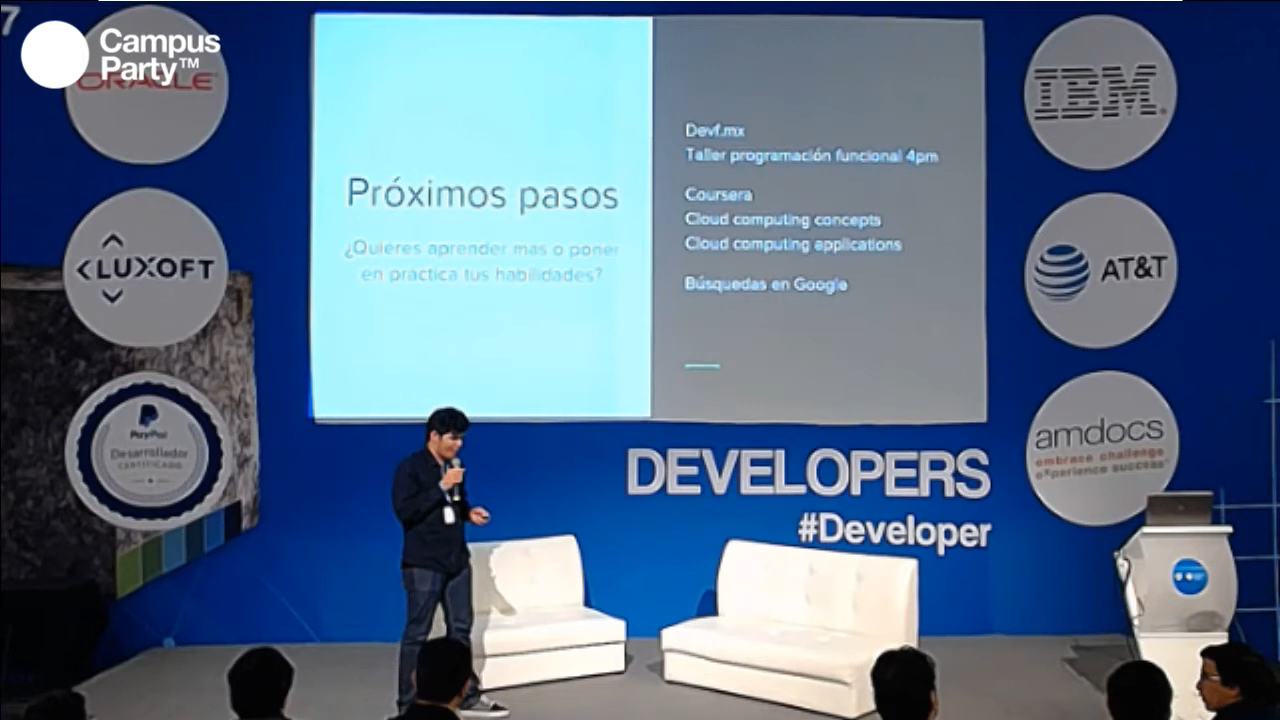 7
Campus
Party™
ORACLE
<LUXOFT
PayPal
Desarrollador
CERTIFICADO
Próximos pasos
¿Quieres aprender mas o poner
en practica tus habilidades?
Devf.mx
Taller programación funcional 4pm
Coursera
Cloud computing concepts
Cloud computing applications
Búsquedas en Google
DEVELOPERS
#Developer
IBM
AT&T
amdocs
embrace challenge
experience success